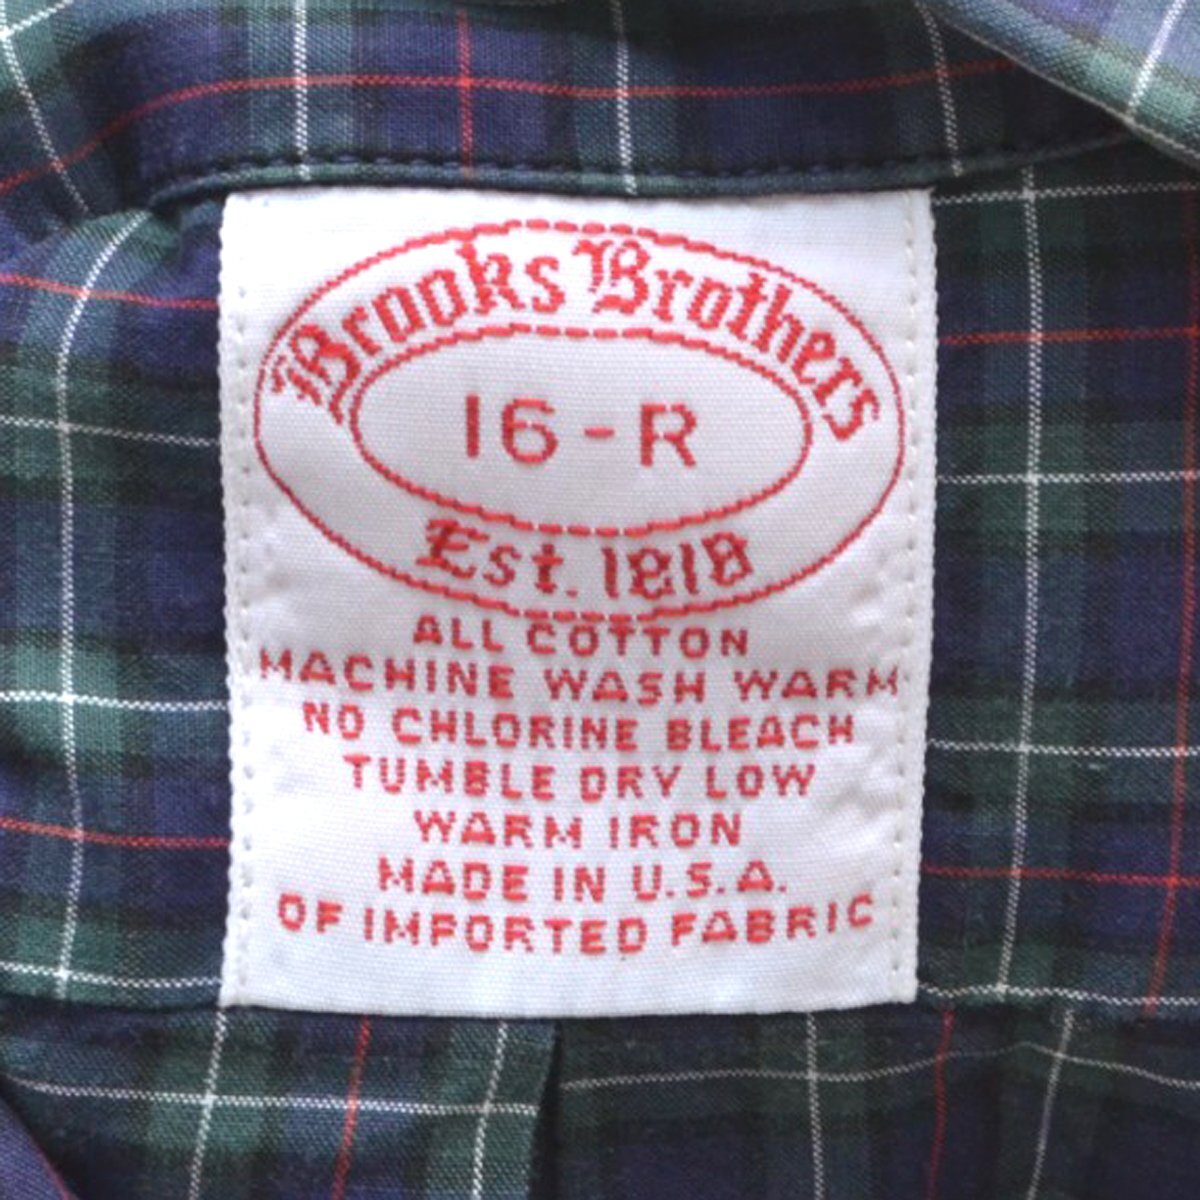 Brooks Brothers
16-R
Est. 1818
ALL COTTON
MACHINE WASH WARM
NO CHLORINE BLEACH
TUMBLE DRY LOW
WARM IRON
MADE IN U.S.A.
OF IMPORTED FABRIC